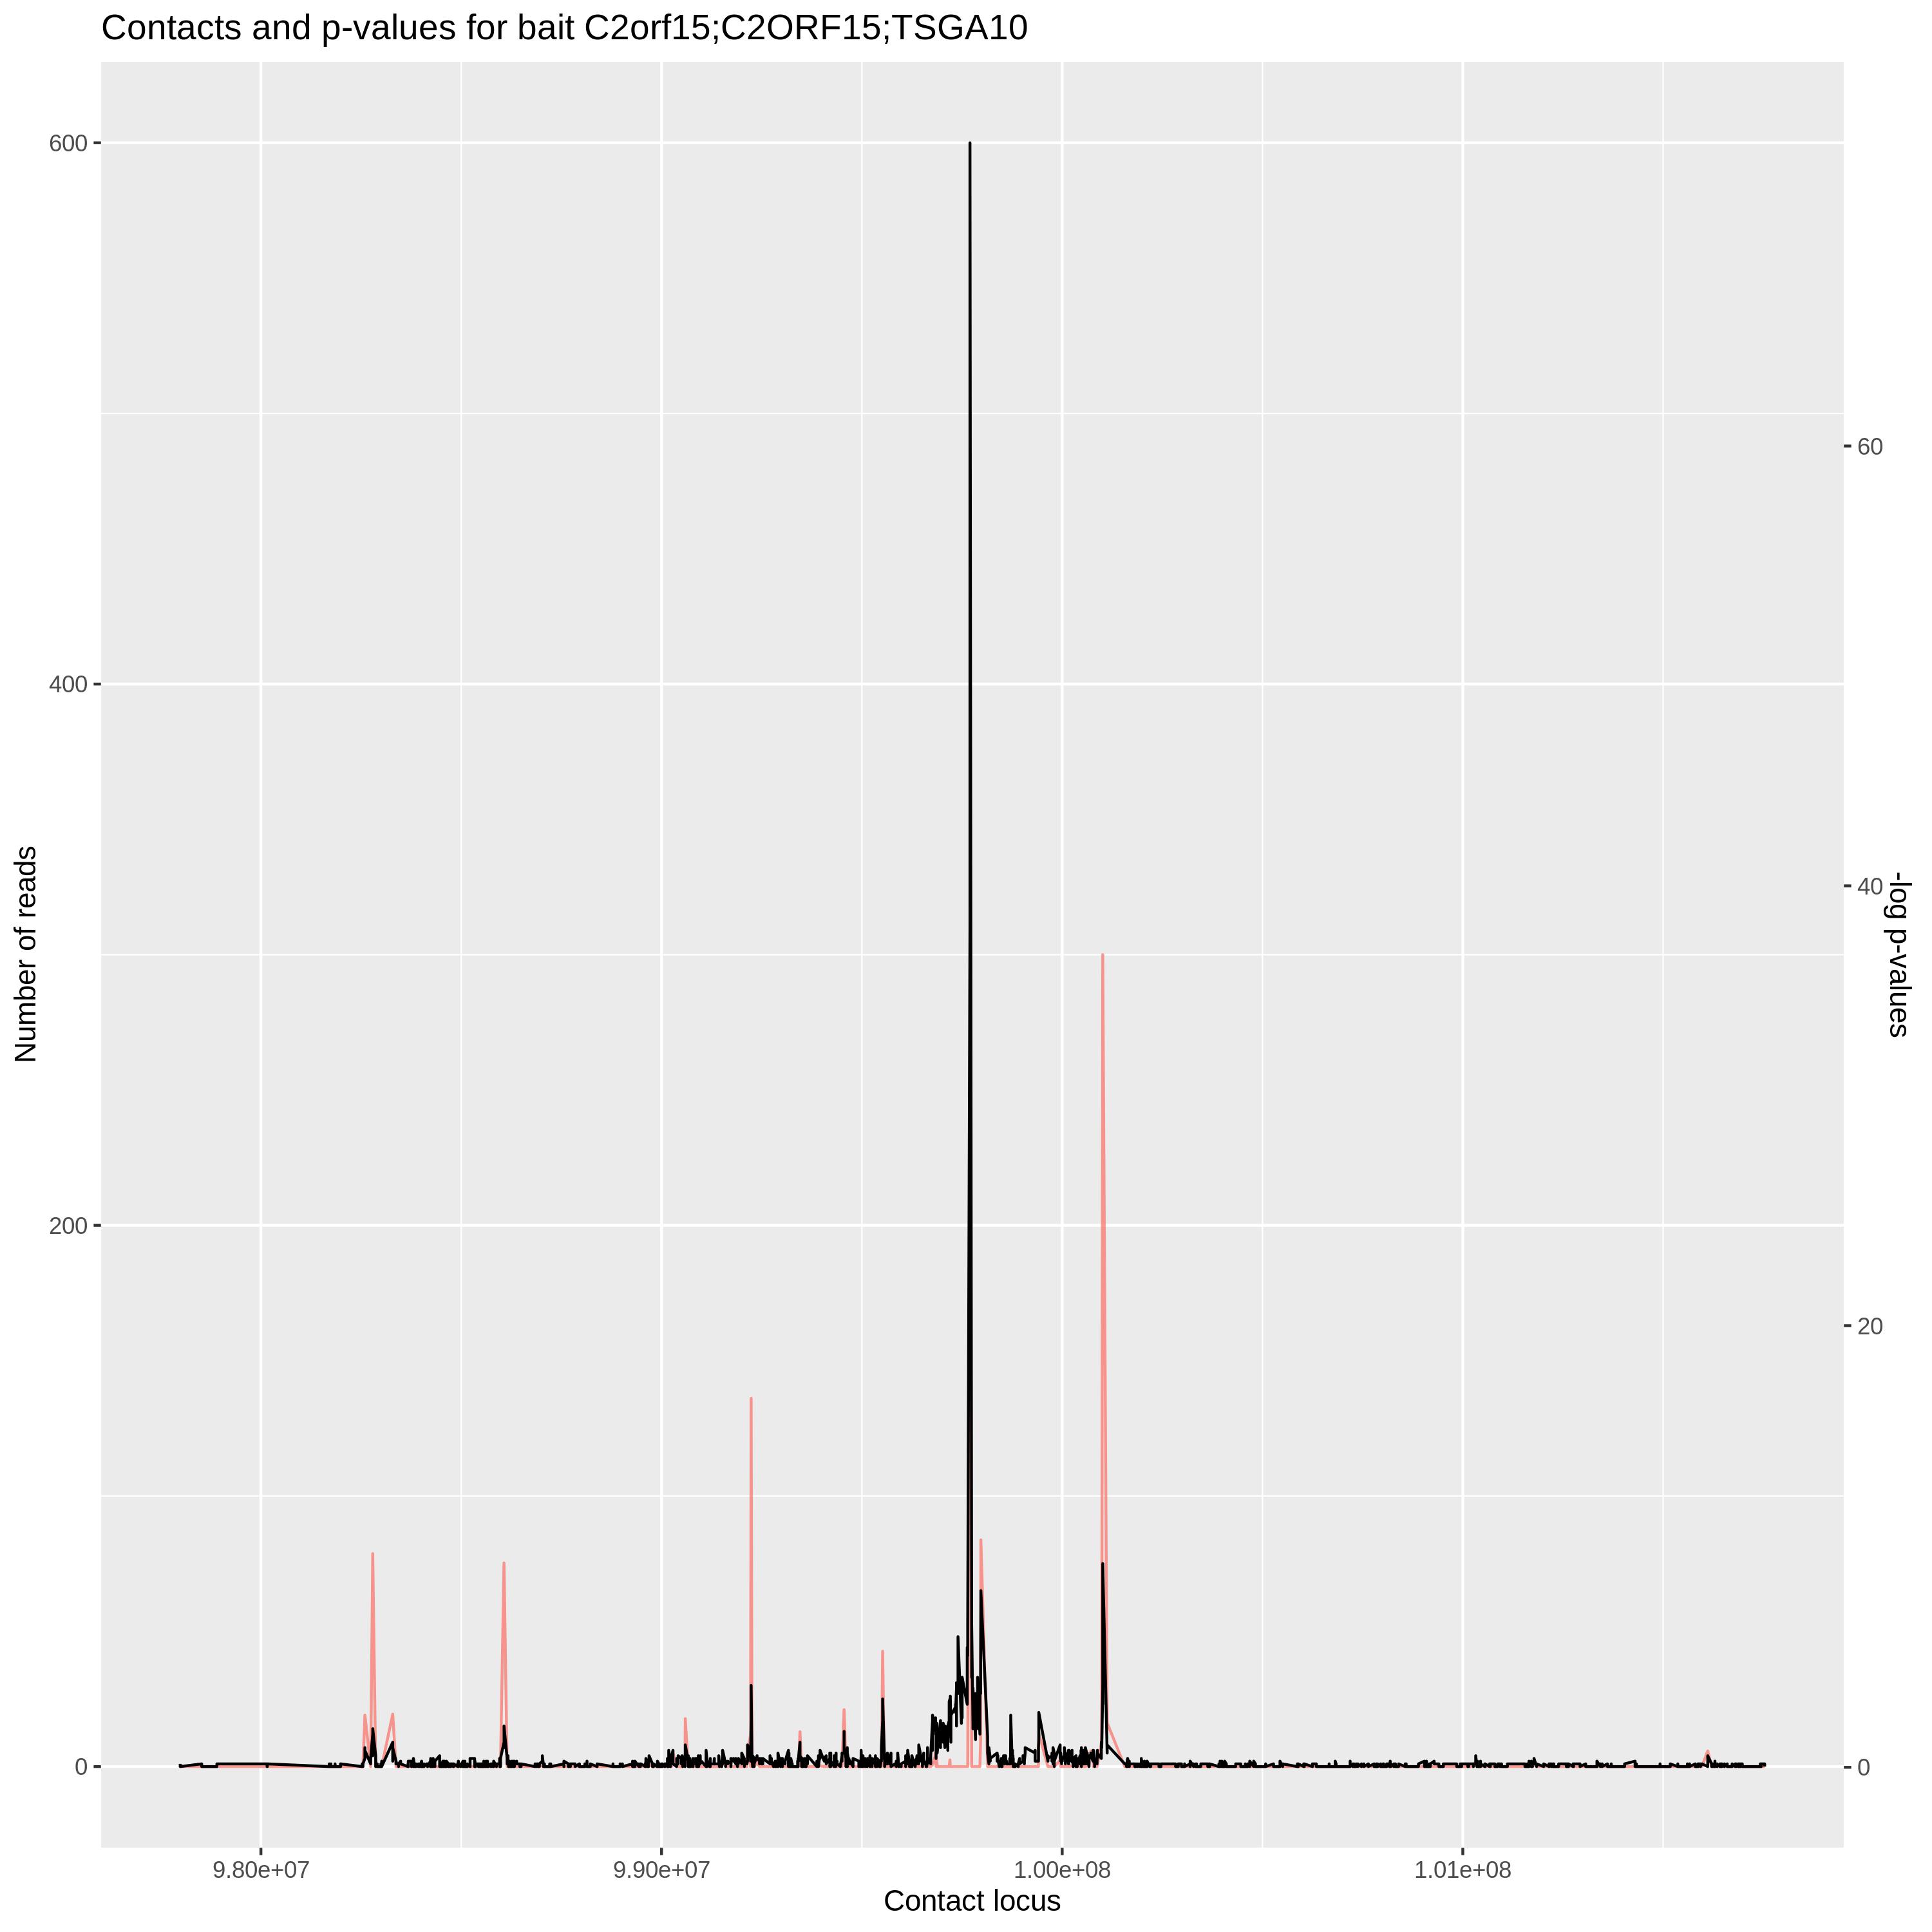 Contacts and p-values for bait C2orf15;C2ORF15;TSGA10
Number of reads
600
400
200
0
60
40
20
0
-log p-values
9.80e+07
9.90e+07
1.00e+08
1.01e+08
Contact locus